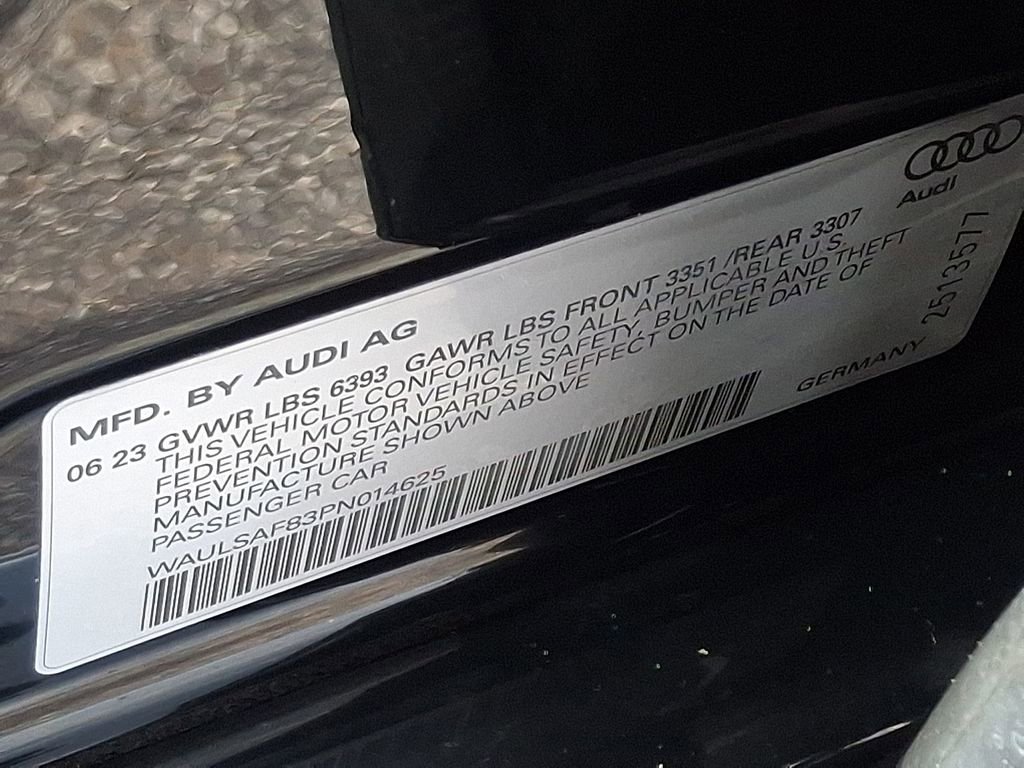 MFD. BY AUDI AG
06 23 GVWR LBS 6393 GAWR LBS FRONT 3351 /REAR 3307
THIS VEHICLE CONFORMS TO ALL APPLICABLE U.S.
FEDERAL MOTOR VEHICLE SAFETY, BUMPER AND THEFT
PREVENTION STANDARDS IN EFFECT ON THE DATE OF
MANUFACTURE SHOWN ABOVE
PASSENGER CAR
WAULSAF83PN014625
GERMANY
Audi
2513577